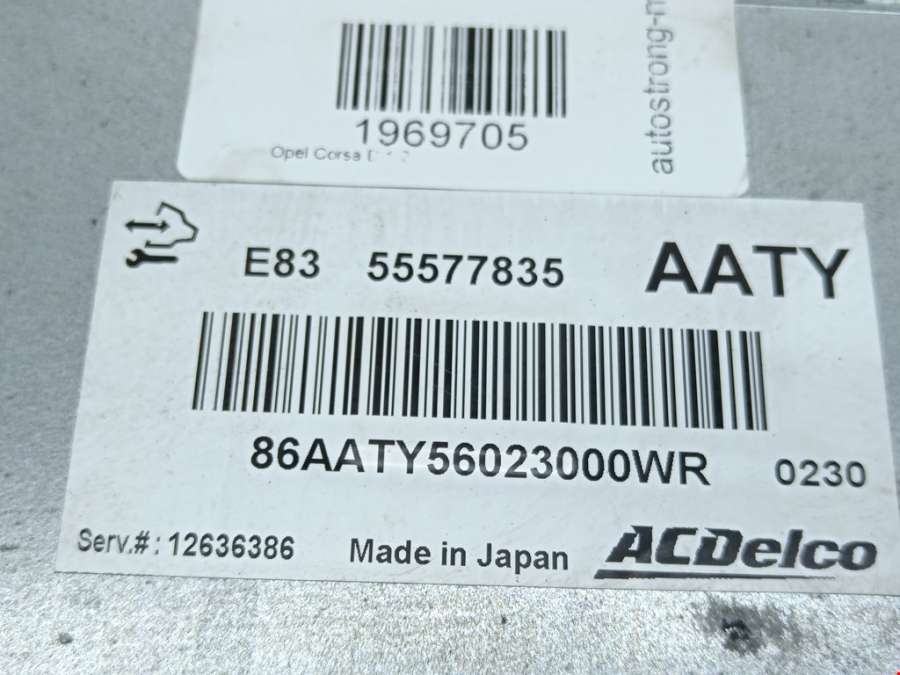 1969705
Opel Corsa
autostrong-
E83 55577835 AATY
86AATY56023000WR 0230
Serv.#: 12636386 Made in Japan ACDelco